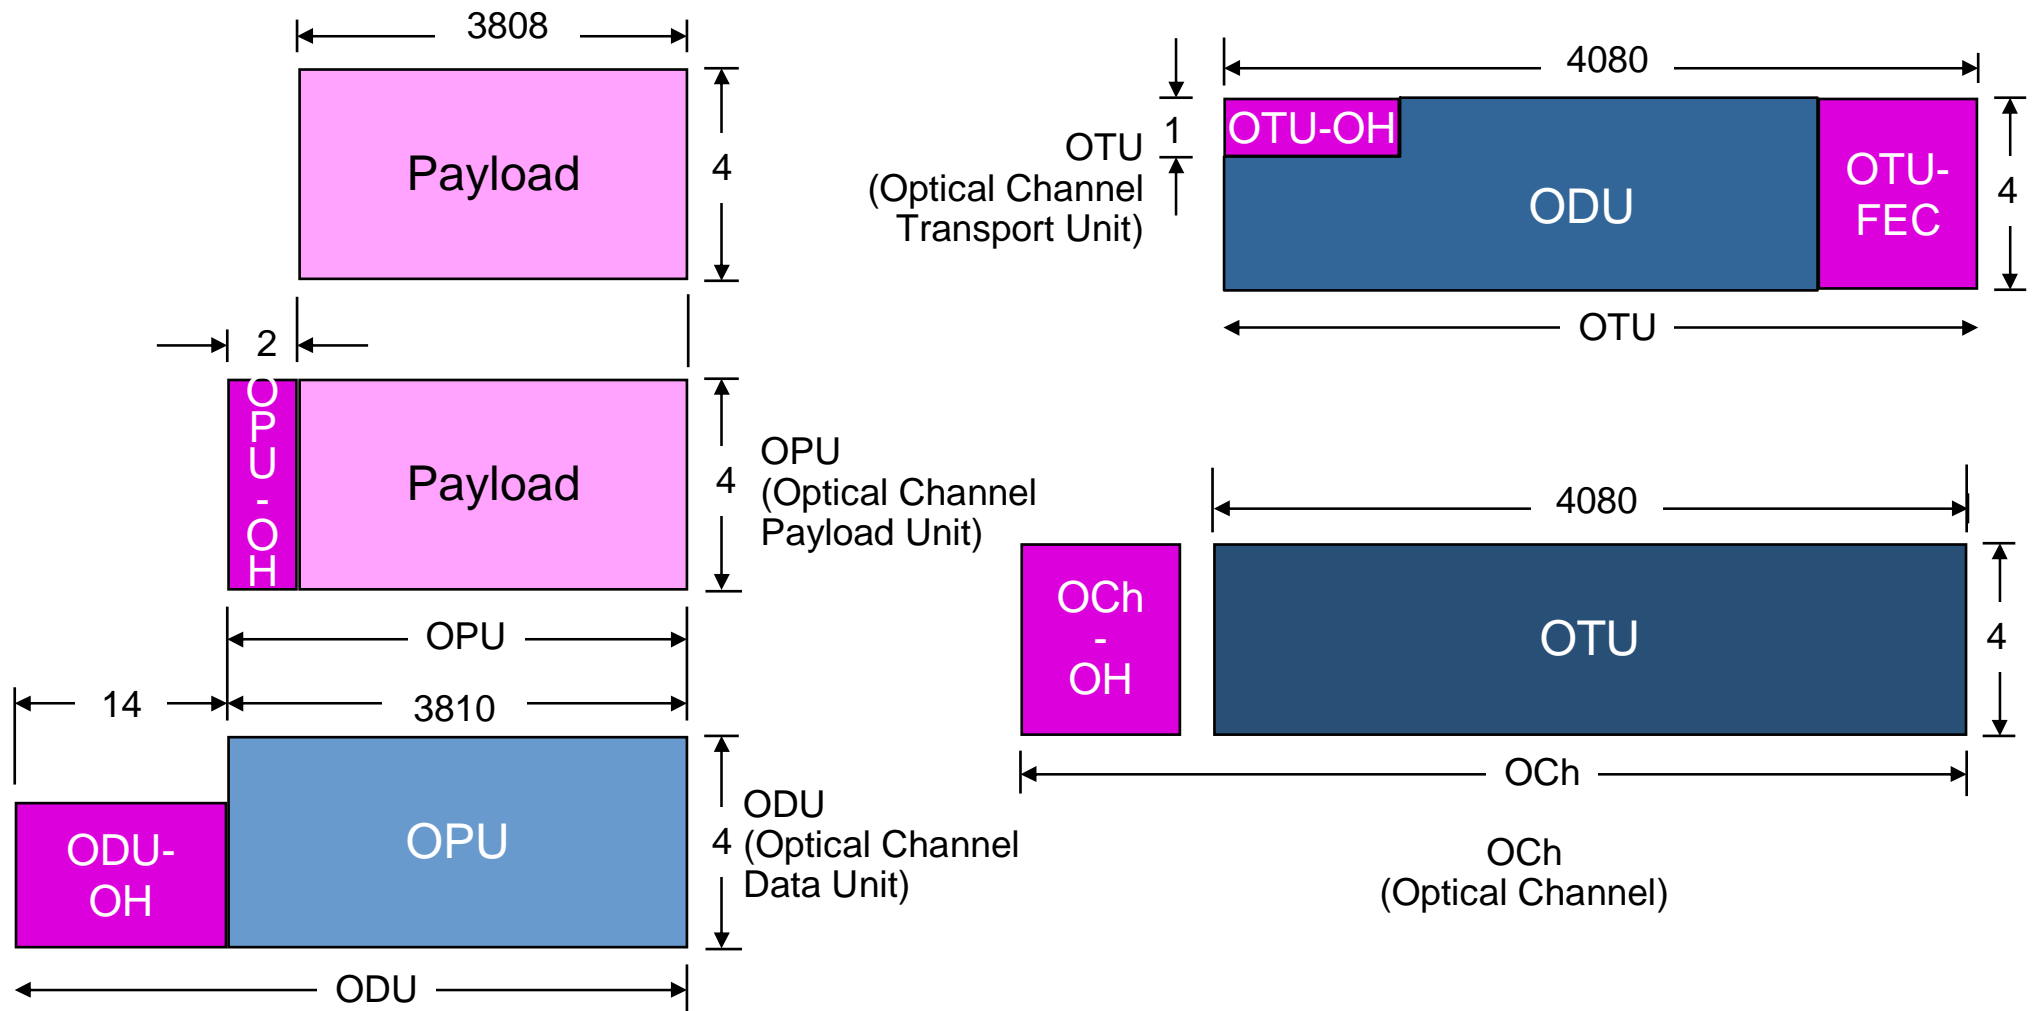 3808
Payload
4
2
OPU-OH
Payload
4
OPU
(Optical Channel
Payload Unit)
OPU
14
3810
ODU-
OH
OPU
4
ODU
(Optical Channel
Data Unit)
ODU
4080
1
OTU
(Optical Channel
Transport Unit)
OTU-OH
ODU
OTU-
FEC
4
OTU
4080
OCh
-
OH
OTU
4
OCh
OCh
(Optical Channel)